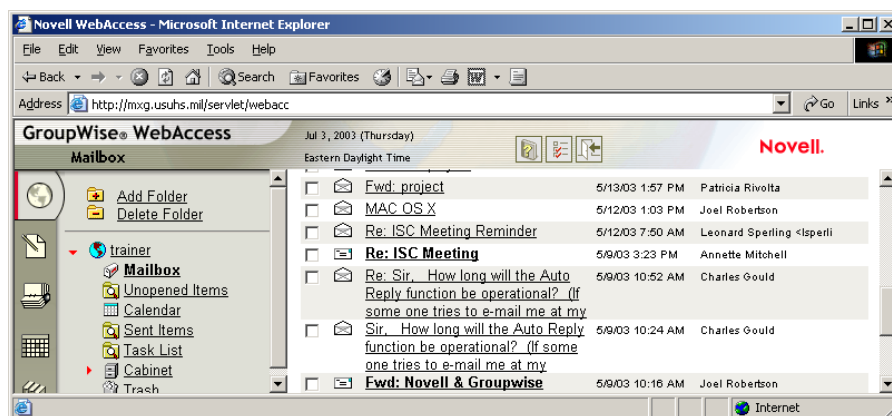 Novell WebAccess - Microsoft Internet Explorer
File Edit View Favorites Tools Help
Back Search Favorites
Address http://mxg.usuhs.mil/servlet/webacc Go Links »
GroupWise® WebAccess
Mailbox
Jul 3, 2003 (Thursday)
Eastern Daylight Time
Novell.
Add Folder
Delete Folder
trainer
Mailbox
Unopened Items
Calendar
Sent Items
Task List
Cabinet
Trash
Fwd: project 5/13/03 1:57 PM Patricia Rivolta
MAC OS X 5/12/03 1:03 PM Joel Robertson
Re: ISC Meeting Reminder 5/12/03 7:50 AM Leonard Sperling <lsperli
Re: ISC Meeting 5/9/03 3:23 PM Annette Mitchell
Re: Sir, How long will the Auto 5/9/03 10:52 AM Charles Gould
Reply function be operational? (If
some one tries to e-mail me at my
Sir, How long will the Auto Reply 5/9/03 10:24 AM Charles Gould
function be operational? (If some
one tries to e-mail me at my
Fwd: Novell & Groupwise 5/9/03 10:16 AM Joel Robertson
Internet